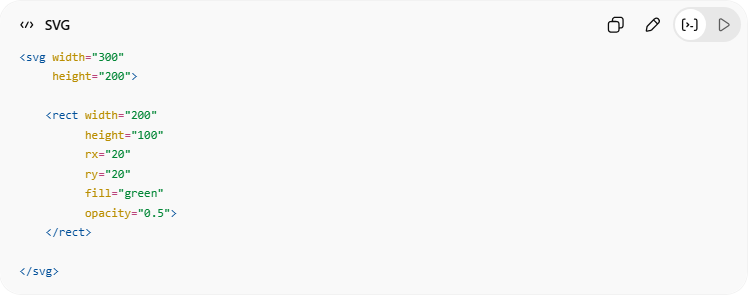 SVG
<svg width="300"
     height="200">

    <rect width="200"
          height="100"
          rx="20"
          ry="20"
          fill="green"
          opacity="0.5">
    </rect>

</svg>